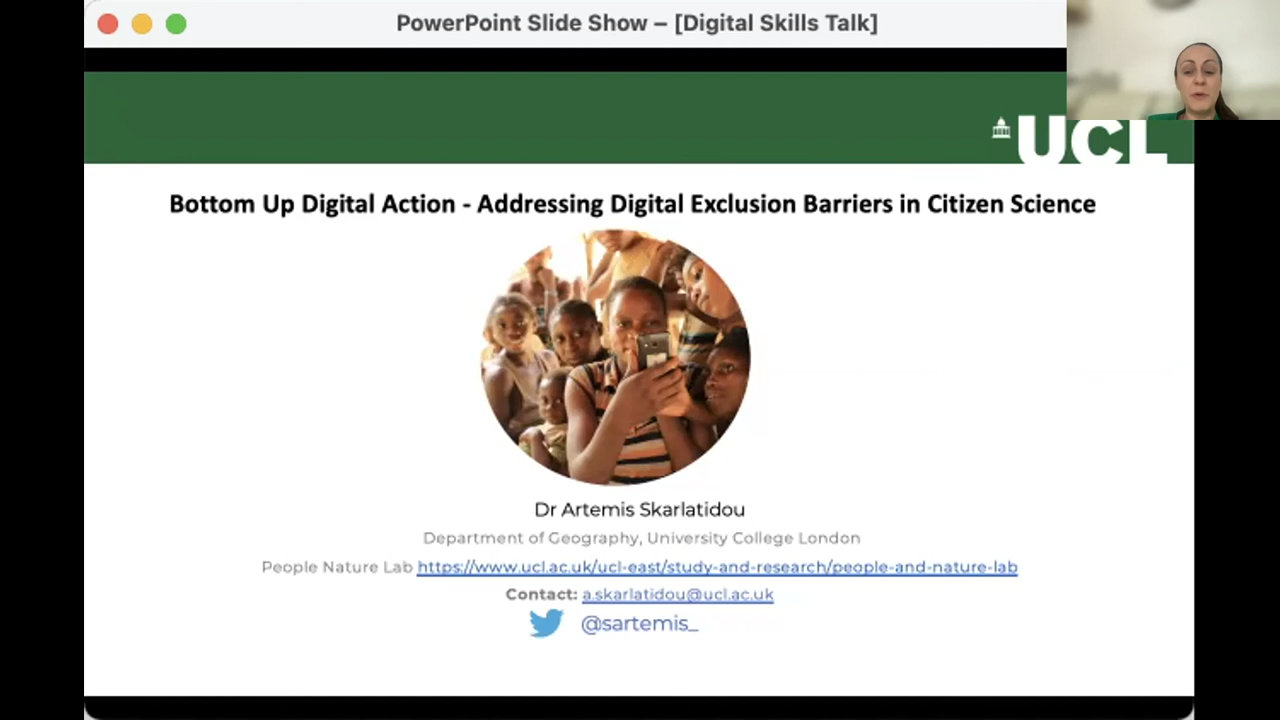 PowerPoint Slide Show – [Digital Skills Talk]
UCL
Bottom Up Digital Action - Addressing Digital Exclusion Barriers in Citizen Science
Dr Artemis Skarlatidou
Department of Geography, University College London
People Nature Lab https://www.ucl.ac.uk/ucl-east/study-and-research/people-and-nature-lab
Contact: a.skarlatidou@ucl.ac.uk
@sartemis_